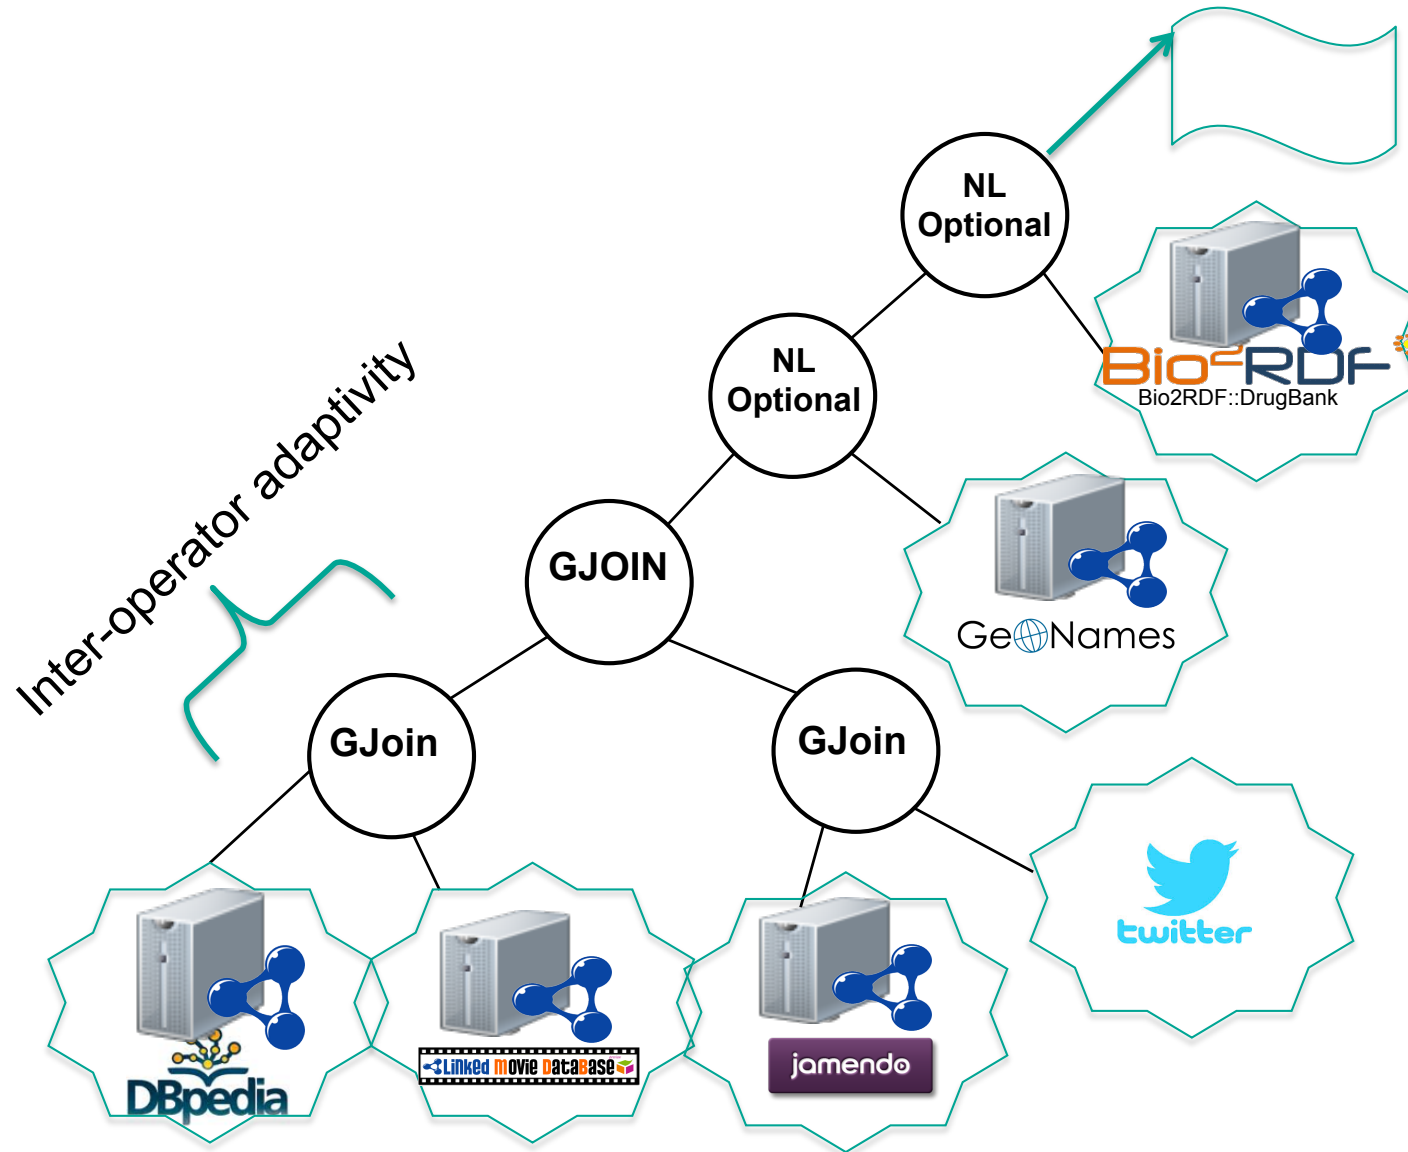 NL
Optional
Bio2RDF
Bio2RDF::DrugBank
NL
Optional
Inter-operator adaptivity
GJOIN
GeoNames
GJoin
GJoin
twitter
DBpedia
Linked Movie DataBase
jamendo